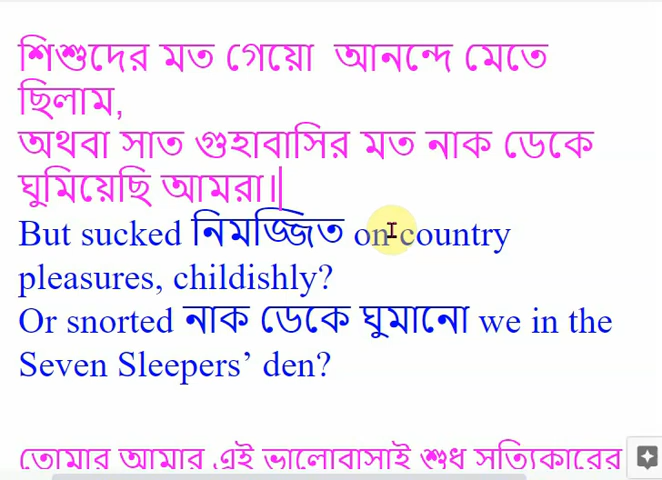 শিশুদের মত গেয়ো আনন্দে মেতে
ছিলাম,
অথবা সাত গুহাবাসির মত নাক ডেকে
ঘুমিয়েছি আমরা।
But sucked নিমজ্জিত on country
pleasures, childishly?
Or snorted নাক ডেকে ঘুমানো we in the
Seven Sleepers’ den?
তোমার আমার এই ভালোবাসাই শুধ সত্যিকারের